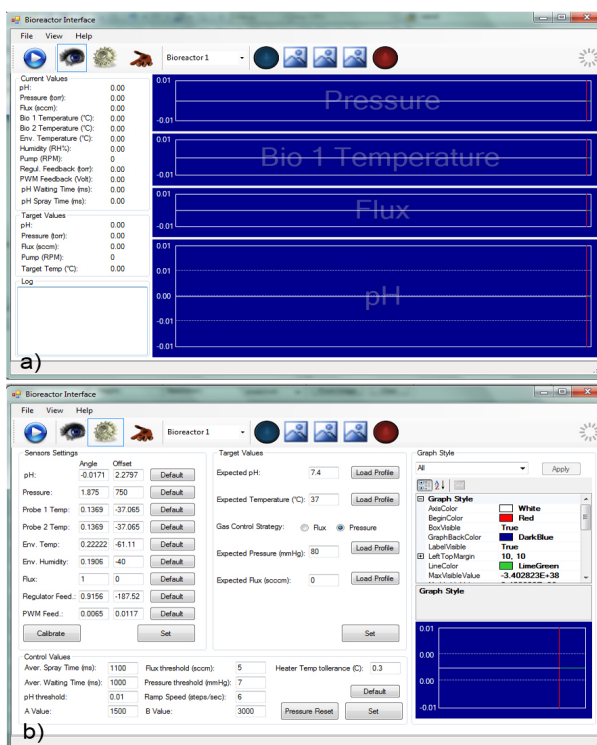 Bioreactor Interface
File View Help
Bioreactor 1
Current Values
pH: 0.00
Pressure (torr): 0.00
Flux (sccm): 0.00
Bio 1 Temperature (°C): 0.00
Bio 2 Temperature (°C): 0.00
Env. Temperature (°C): 0.00
Humidity (RH%): 0.00
Pump (RPM): 0
Regul. Feedback (torr): 0.00
PWM Feedback (Volt): 0.00
pH Waiting Time (ms): 0.00
pH Spray Time (ms): 0.00
Target Values
pH: 0.00
Pressure (torr): 0.00
Flux (sccm): 0.00
Pump (RPM): 0
Target Temp (°C): 0.00
Log
0.01
Pressure
-0.01
0.01
Bio 1 Temperature
-0.01
0.01
Flux
-0.01
0.01
0.00
pH
-0.01
-0.01
a)
Bioreactor Interface
File View Help
Bioreactor 1
Sensors Settings
Angle Offset
pH: -0.0171 2.2797 Default
Pressure: 1.875 750 Default
Probe 1 Temp: 0.1369 -37.065 Default
Probe 2 Temp: 0.1369 -37.065 Default
Env. Temp: 0.22222 -61.11 Default
Env. Humidity: 0.1906 -40 Default
Flux: 1 0 Default
Regulator Feed.: 0.9156 -187.52 Default
PWM Feed.: 0.0065 0.0117 Default
Calibrate Set
Target Values
Expected pH: 7.4 Load Profile
Expected Temperature (°C): 37 Load Profile
Gas Control Strategy: Flux Pressure
Expected Pressure (mmHg): 80 Load Profile
Expected Flux (sccm): 0 Load Profile
Set
Graph Style
All Apply
Graph Style
AxisColor White
BeginColor Red
BoxVisible True
GraphBackColor DarkBlue
LabelVisible True
LeftTopMargin 10, 10
LineColor LimeGreen
MaxVisibleValue -3.402823E+38
Graph Style
0.01
0.00
0.00
-0.01
Control Values
Aver. Spray Time (ms): 1100 Flux threshold (sccm): 5 Heater Temp tollerance (C): 0.3
Aver. Waiting Time (ms): 1000 Pressure threshold (mmHg): 7
pH threshold: 0.01 Ramp Speed (steps/sec): 6 Default
A Value: 1500 B Value: 3000 Pressure Reset Set
b)